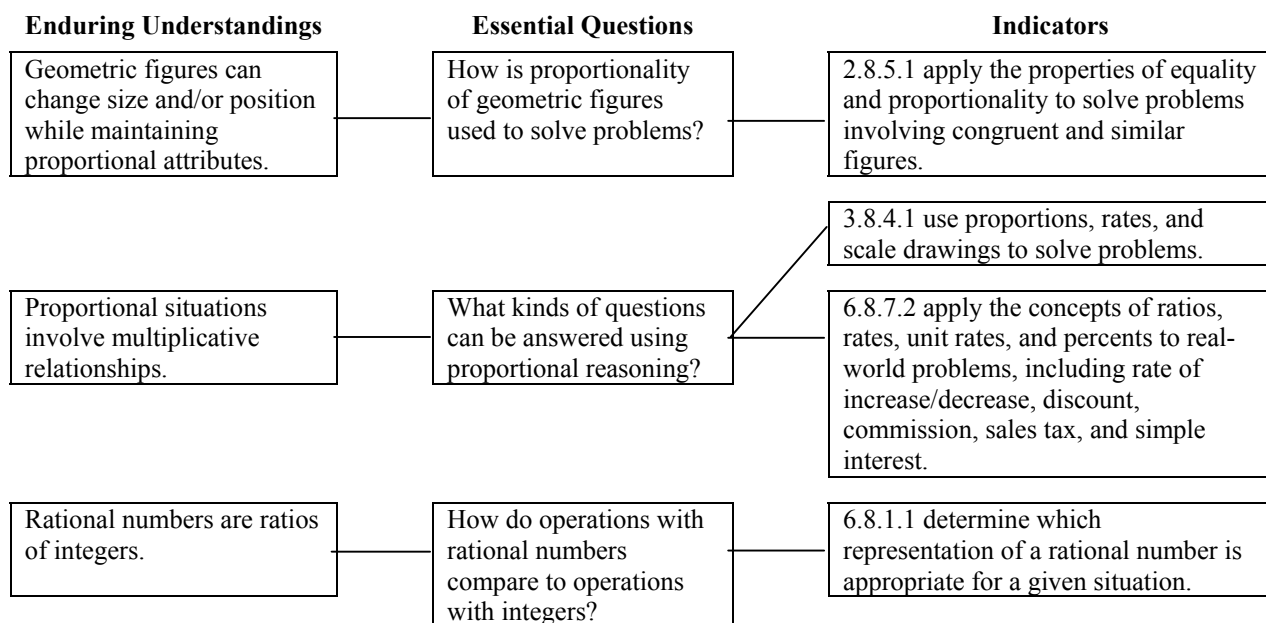 Enduring Understandings
Essential Questions
Indicators
Geometric figures can
change size and/or position
while maintaining
proportional attributes.
How is proportionality
of geometric figures
used to solve problems?
2.8.5.1 apply the properties of equality
and proportionality to solve problems
involving congruent and similar
figures.
3.8.4.1 use proportions, rates, and
scale drawings to solve problems.
Proportional situations
involve multiplicative
relationships.
What kinds of questions
can be answered using
proportional reasoning?
6.8.7.2 apply the concepts of ratios,
rates, unit rates, and percents to real-
world problems, including rate of
increase/decrease, discount,
commission, sales tax, and simple
interest.
Rational numbers are ratios
of integers.
How do operations with
rational numbers
compare to operations
with integers?
6.8.1.1 determine which
representation of a rational number is
appropriate for a given situation.